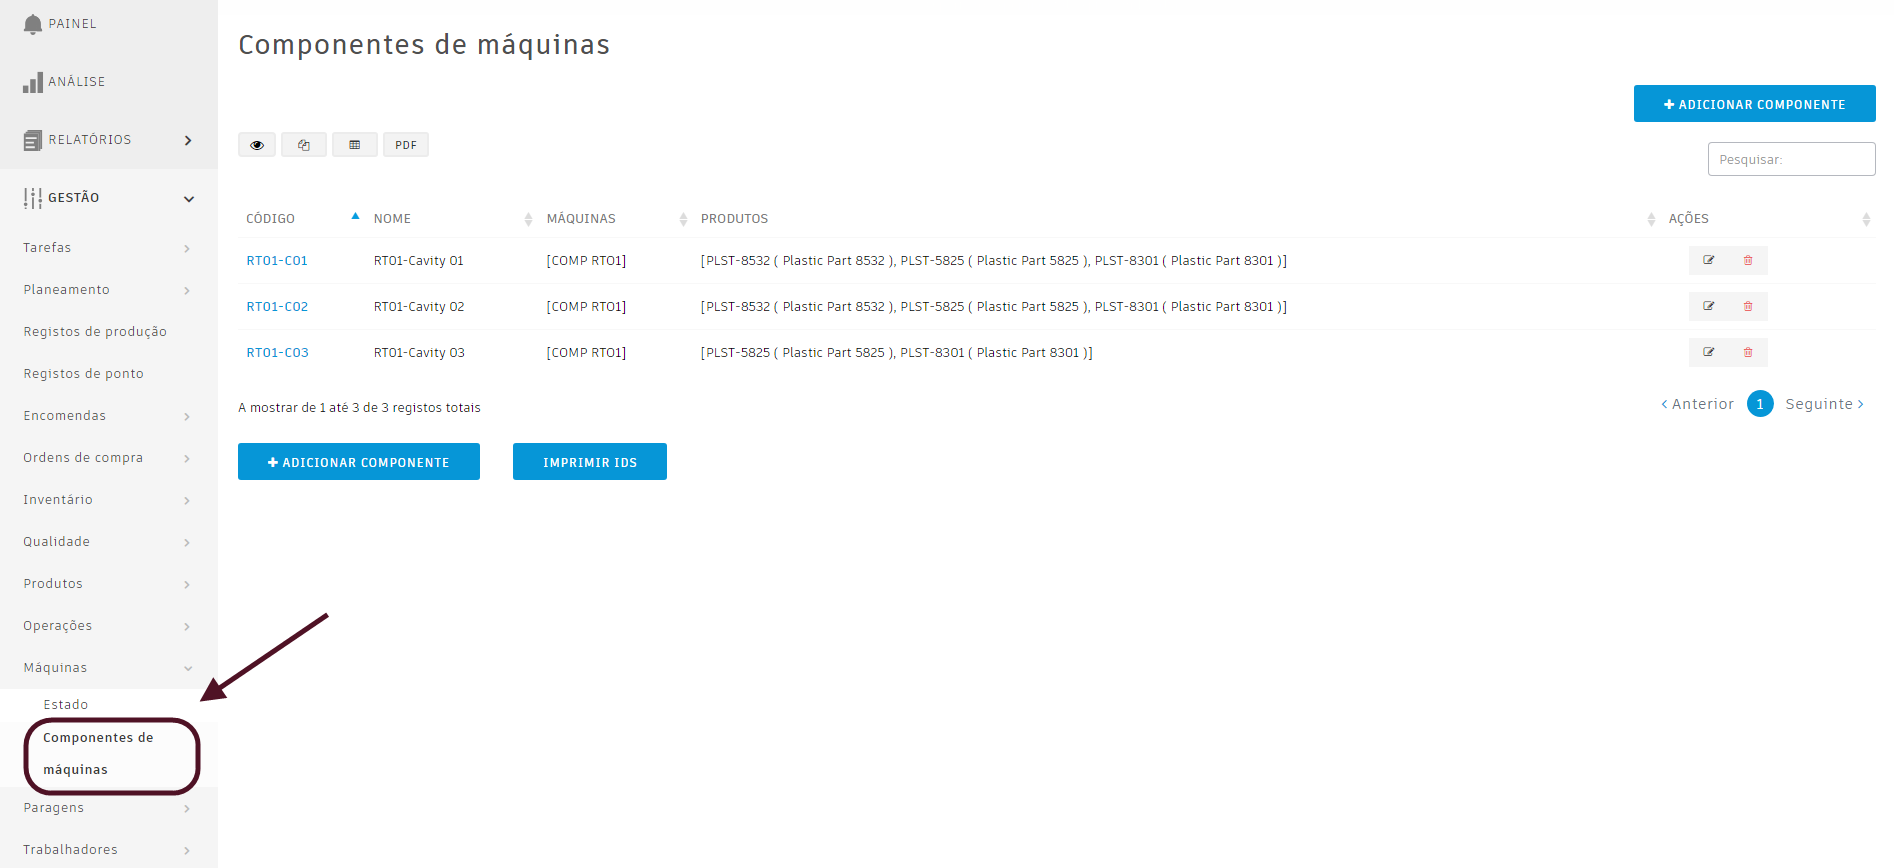 PAINEL
ANÁLISE
RELATÓRIOS
GESTÃO
Tarefas
Planeamento
Registos de produção
Registos de ponto
Encomendas
Ordens de compra
Inventário
Qualidade
Produtos
Operações
Máquinas
Estado
Componentes de
máquinas
Paragens
Trabalhadores
Componentes de máquinas
ADICIONAR COMPONENTE
PDF
Pesquisar:
CÓDIGO NOME MÁQUINAS PRODUTOS AÇÕES
RT01-C01 RT01-Cavity 01 [COMP RT01] [PLST-8532 ( Plastic Part 8532 ), PLST-5825 ( Plastic Part 5825 ), PLST-8301 ( Plastic Part 8301 )]
RT01-C02 RT01-Cavity 02 [COMP RT01] [PLST-8532 ( Plastic Part 8532 ), PLST-5825 ( Plastic Part 5825 ), PLST-8301 ( Plastic Part 8301 )]
RT01-C03 RT01-Cavity 03 [COMP RT01] [PLST-5825 ( Plastic Part 5825 ), PLST-8301 ( Plastic Part 8301 )]
A mostrar de 1 até 3 de 3 registos totais
Anterior 1 Seguinte
ADICIONAR COMPONENTE
IMPRIMIR IDS